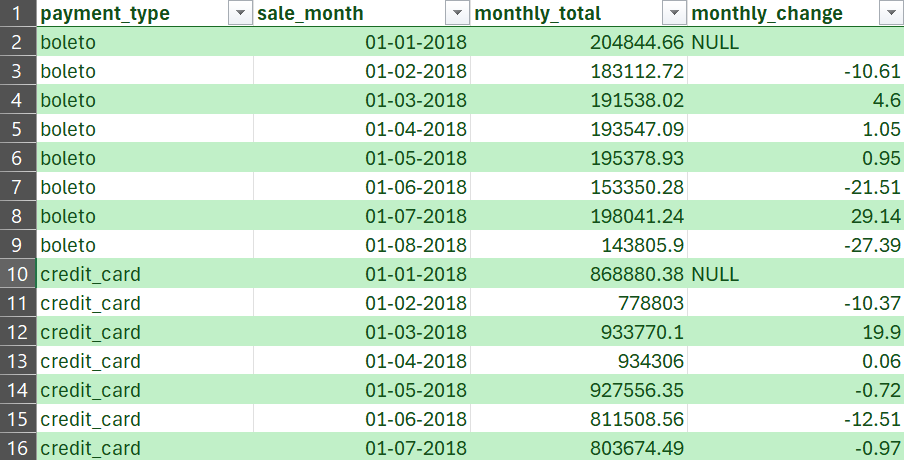 1 payment_type sale_month monthly_total monthly_change
2 boleto 01-01-2018 204844.66 NULL
3 boleto 01-02-2018 183112.72 -10.61
4 boleto 01-03-2018 191538.02 4.6
5 boleto 01-04-2018 193547.09 1.05
6 boleto 01-05-2018 195378.93 0.95
7 boleto 01-06-2018 153350.28 -21.51
8 boleto 01-07-2018 198041.24 29.14
9 boleto 01-08-2018 143805.9 -27.39
10 credit_card 01-01-2018 868880.38 NULL
11 credit_card 01-02-2018 778803 -10.37
12 credit_card 01-03-2018 933770.1 19.9
13 credit_card 01-04-2018 934306 0.06
14 credit_card 01-05-2018 927556.35 -0.72
15 credit_card 01-06-2018 811508.56 -12.51
16 credit_card 01-07-2018 803674.49 -0.97